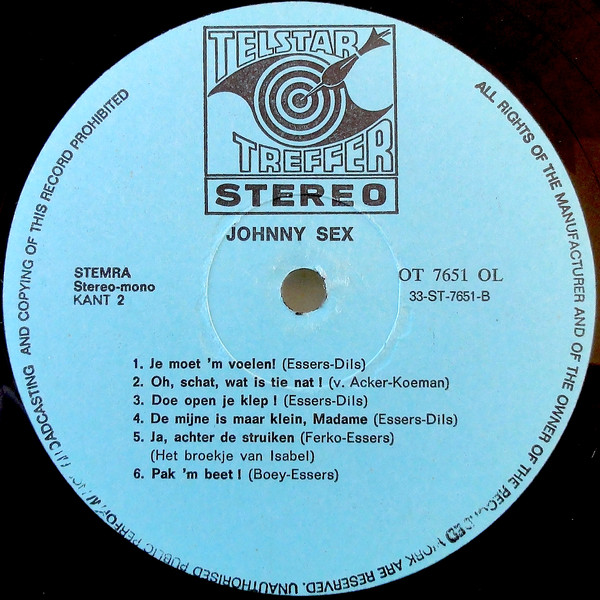 TELSTAR
TREFFER
STEREO
JOHNNY SEX
STEMRA
Stereo-mono
KANT 2
OT 7651 OL
33-ST-7651-B
1. Je moet 'm voelen! (Essers-Dils)
2. Oh, schat, wat is tie nat! (v. Acker-Koeman)
3. Doe open je klep! (Essers-Dils)
4. De mijne is maar klein, Madame (Essers-Dils)
5. Ja, achter de struiken (Ferko-Essers)
(Het broekje van Isabel)
6. Pak 'm beet! (Boey-Essers)
ALL RIGHTS OF THE MANUFACTURER AND OF THE OWNER OF THE RECORDED WORK ARE RESERVED. UNAUTHORISED PUBLIC AND COPYING OF THIS RECORD PROHIBITED